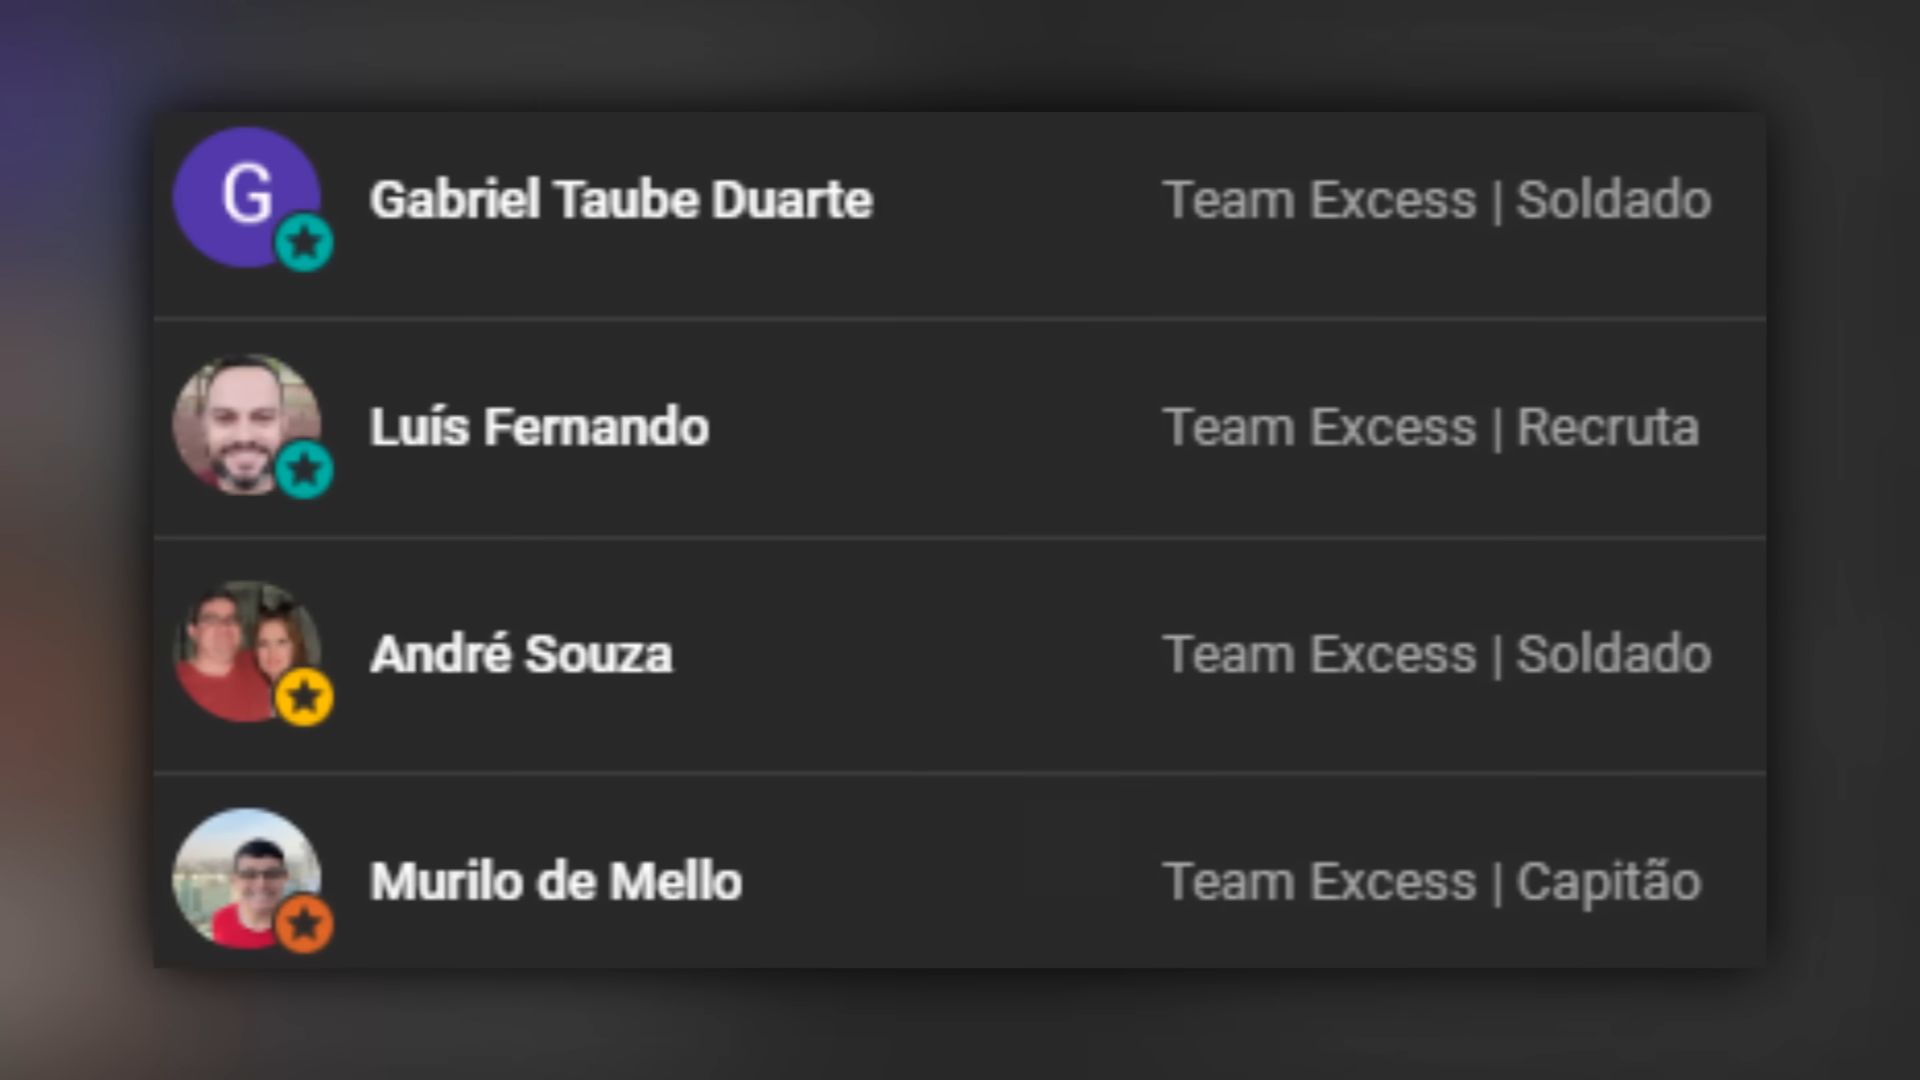 G
Gabriel Taube Duarte Team Excess | Soldado
Luís Fernando Team Excess | Recruta
André Souza Team Excess | Soldado
Murilo de Mello Team Excess | Capitão